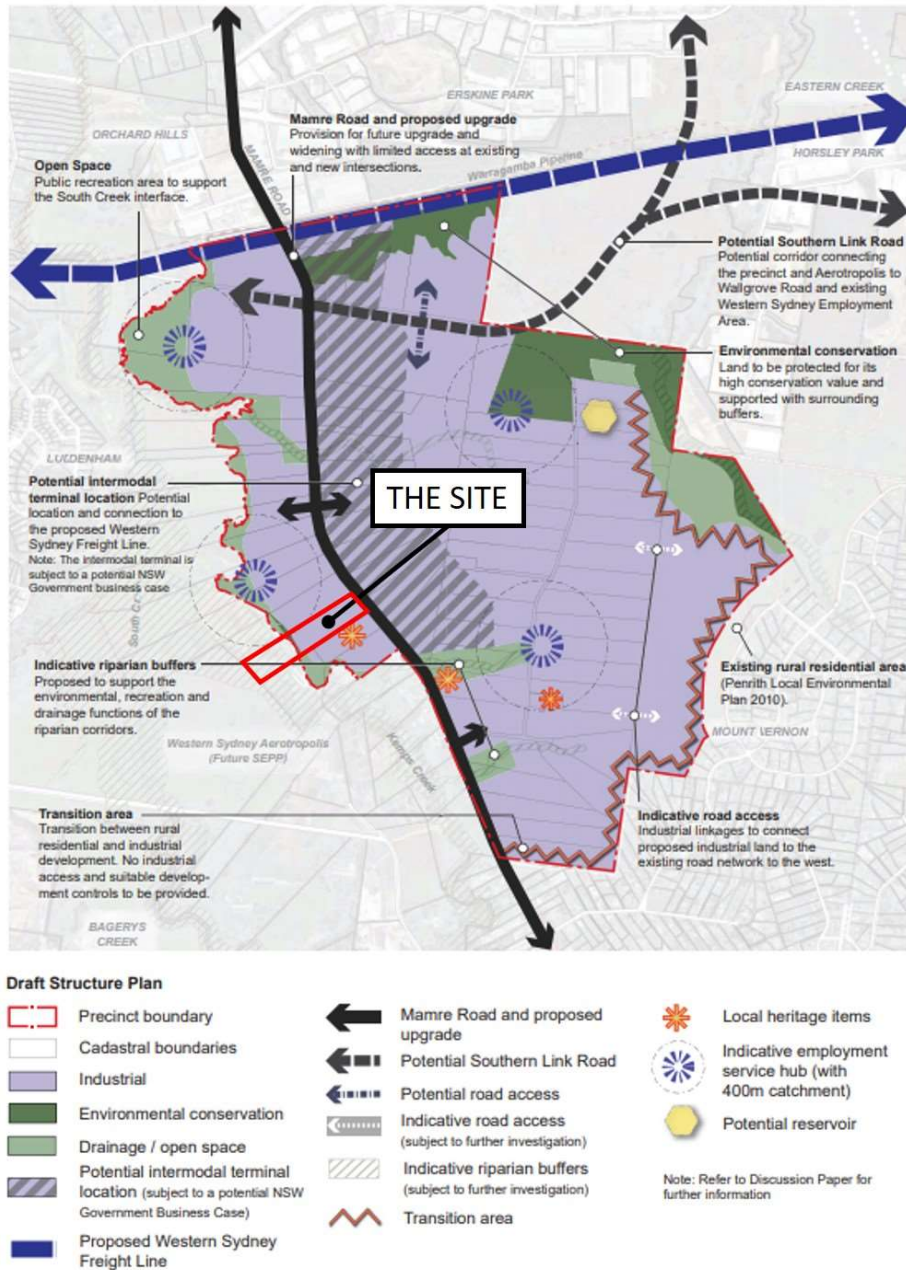 ERSKINE PARK
EASTERN CREEK
ORCHARD HILLS
Mamre Road and proposed upgrade
Provision for future upgrade and
widening with limited access at existing
and new intersections.
HORSLEY PARK
MAMRE ROAD
Warragamba Pipeline
Open Space
Public recreation area to support
the South Creek interface.
Potential Southern Link Road
Potential corridor connecting
the precinct and Aerotropolis to
Wallgrove Road and existing
Western Sydney Employment
Area.
Environmental conservation
Land to be protected for its
high conservation value and
supported with surrounding
buffers.
LUDDENHAM
Potential intermodal
terminal location Potential
location and connection to
the proposed Western
Sydney Freight Line.
Note: The intermodal terminal is
subject to a potential NSW
Government business case
THE SITE
South C
Indicative riparian buffers
Proposed to support the
environmental, recreation and
drainage functions of the
riparian corridors.
Existing rural residential area
(Penrith Local Environmental
Plan 2010).
MOUNT VERNON
Western Sydney Aerotropolis
(Future SEPP)
Kemps Creek
Transition area
Transition between rural
residential and industrial
development. No industrial
access and suitable develop-
ment controls to be provided.
Indicative road access
Industrial linkages to connect
proposed industrial land to the
existing road network to the west.
BAGERYS
CREEK
Draft Structure Plan
Precinct boundary
Cadastral boundaries
Industrial
Environmental conservation
Drainage / open space
Potential intermodal terminal
location (subject to a potential NSW
Government Business Case)
Proposed Western Sydney
Freight Line
Mamre Road and proposed
upgrade
Potential Southern Link Road
Potential road access
Indicative road access
(subject to further investigation)
Indicative riparian buffers
(subject to further investigation)
Transition area
Local heritage items
Indicative employment
service hub (with
400m catchment)
Potential reservoir
Note: Refer to Discussion Paper for
further information